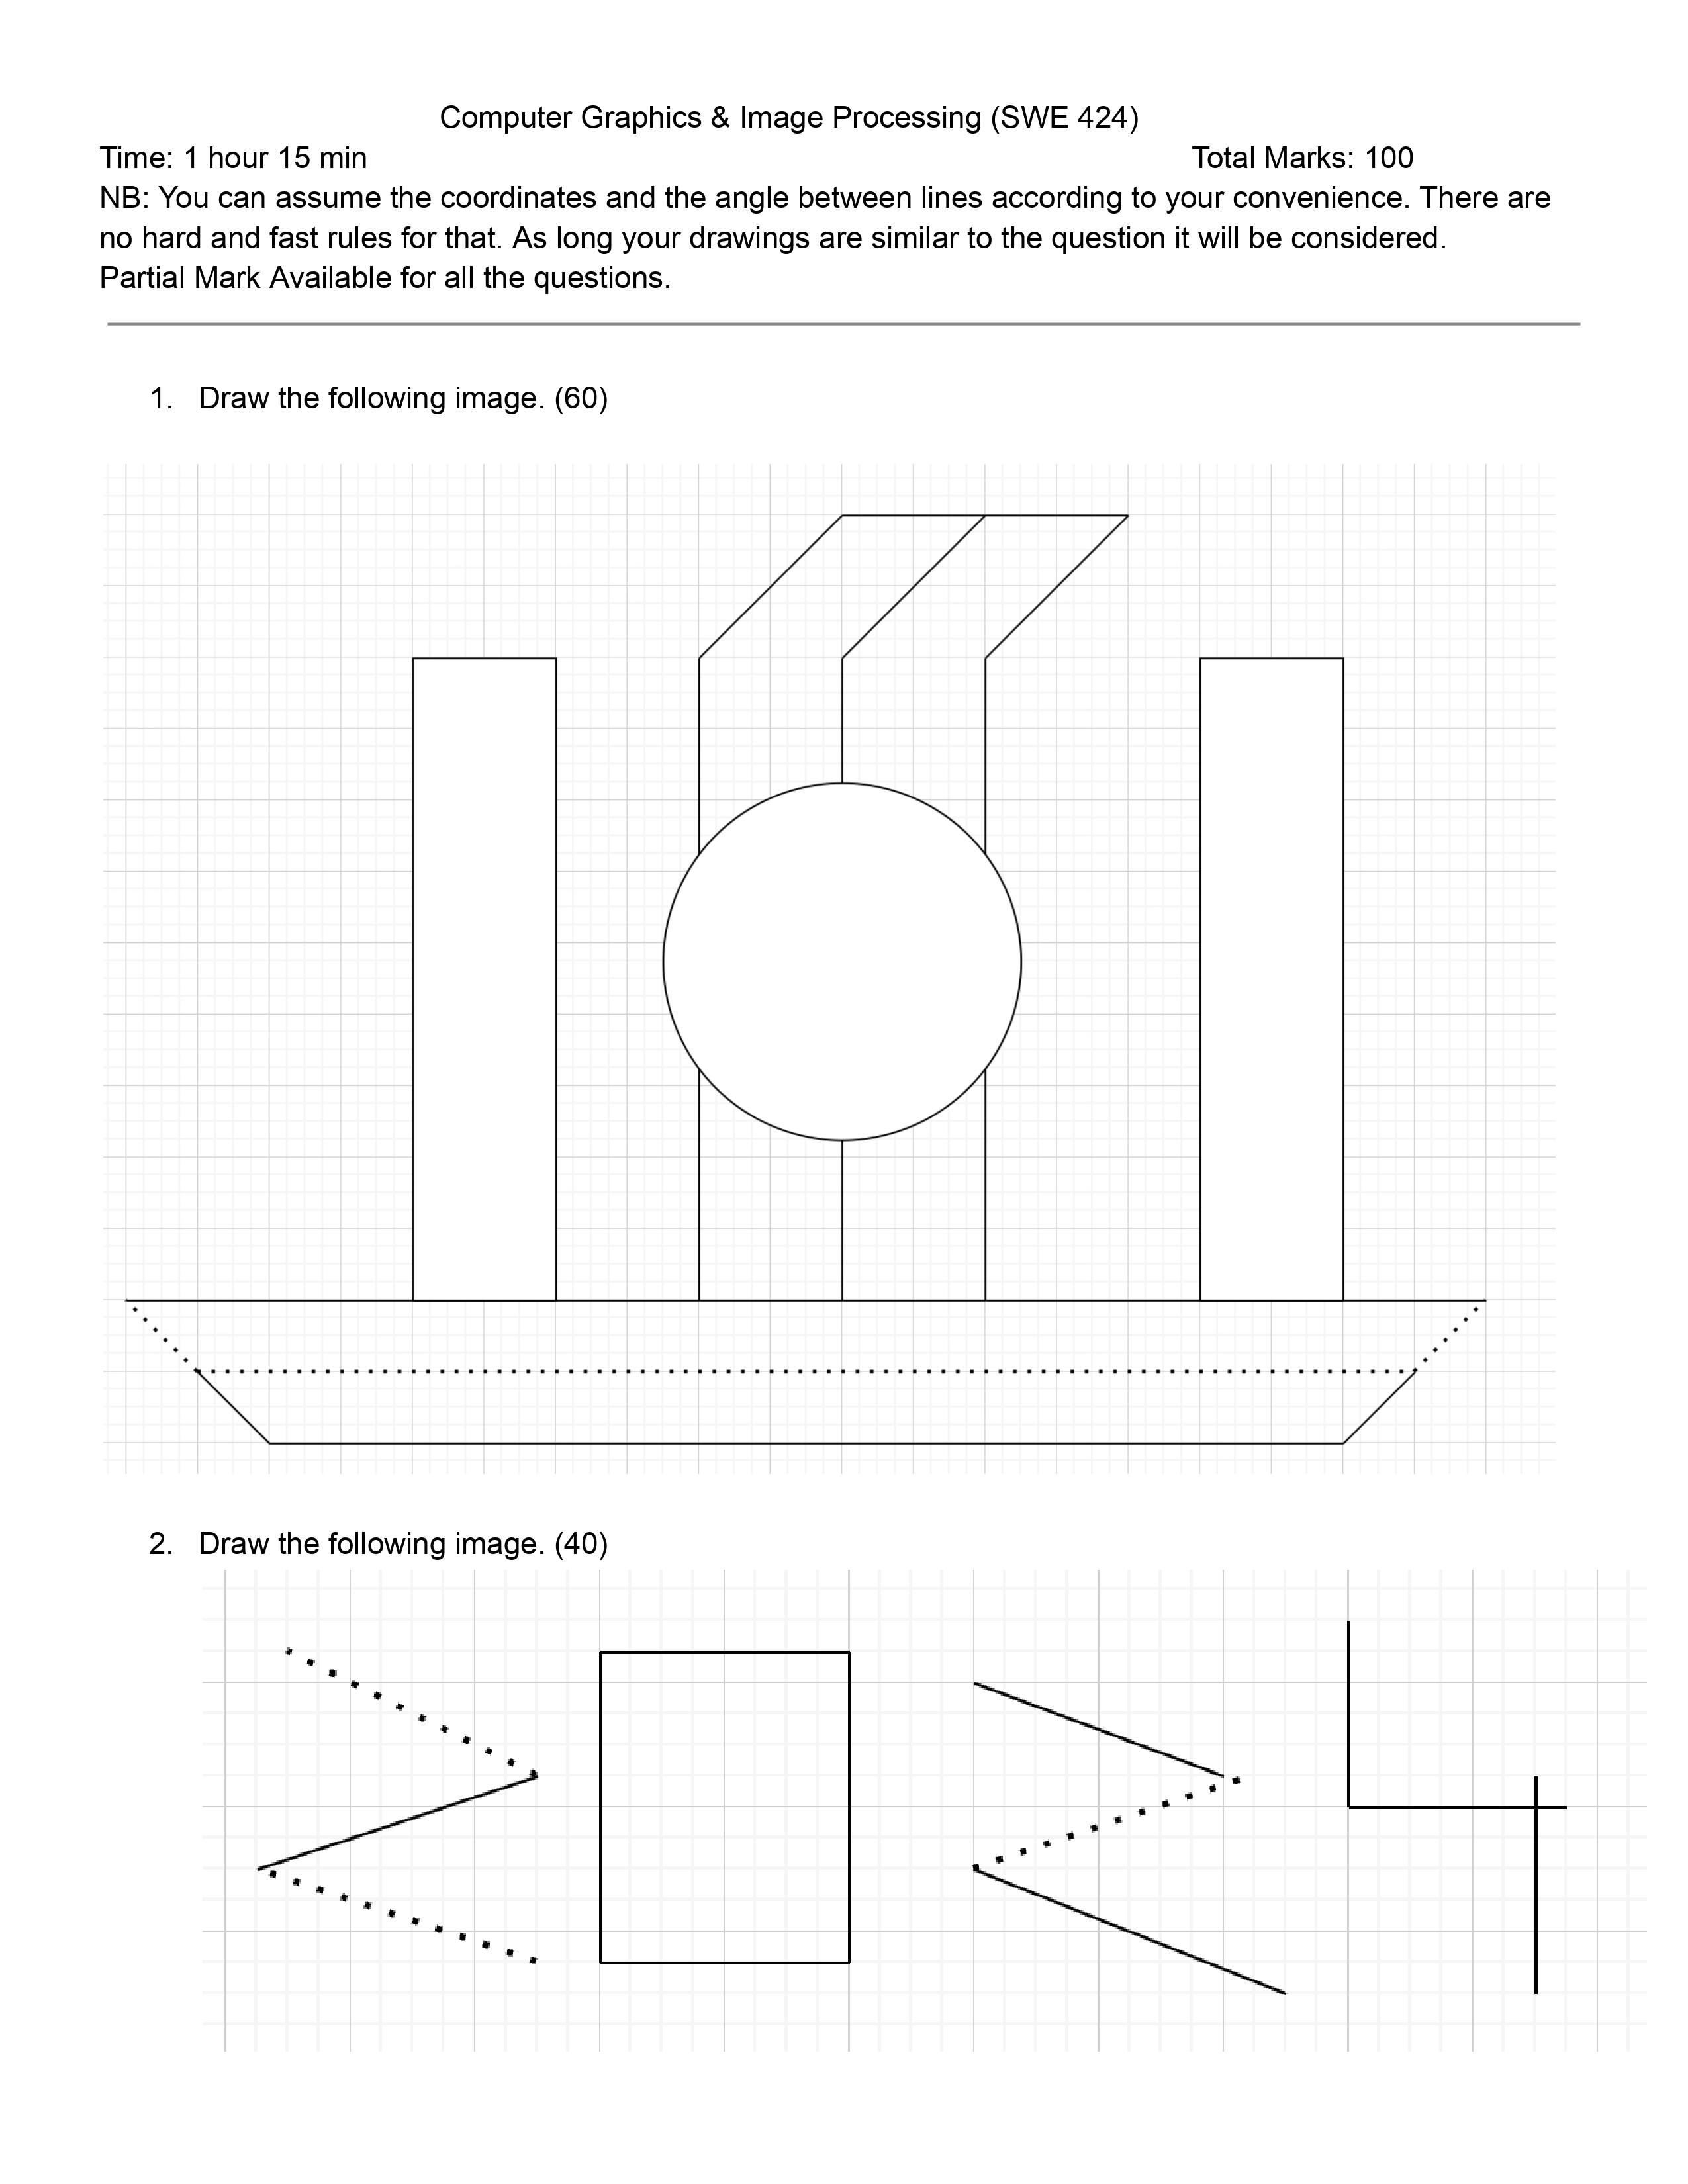 Computer Graphics & Image Processing (SWE 424)
Time: 1 hour 15 min Total Marks: 100
NB: You can assume the coordinates and the angle between lines according to your convenience. There are
no hard and fast rules for that. As long your drawings are similar to the question it will be considered.
Partial Mark Available for all the questions.
1. Draw the following image. (60)
2. Draw the following image. (40)